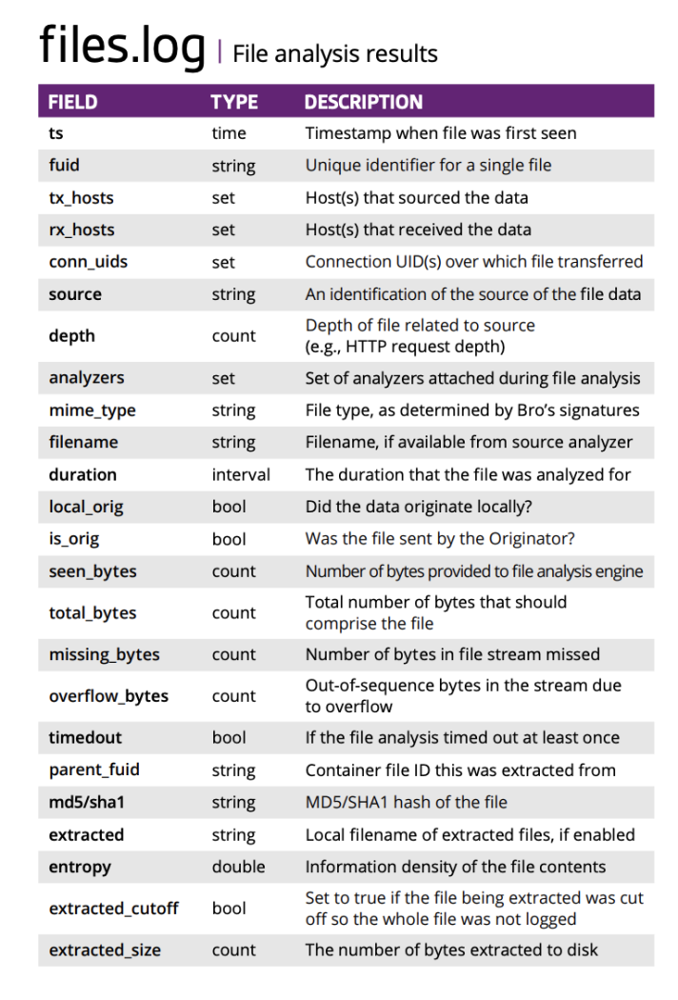 files.log | File analysis results
FIELD TYPE DESCRIPTION
ts time Timestamp when file was first seen
fuid string Unique identifier for a single file
tx_hosts set Host(s) that sourced the data
rx_hosts set Host(s) that received the data
conn_uids set Connection UID(s) over which file transferred
source string An identification of the source of the file data
depth count Depth of file related to source
(e.g., HTTP request depth)
analyzers set Set of analyzers attached during file analysis
mime_type string File type, as determined by Bro’s signatures
filename string Filename, if available from source analyzer
duration interval The duration that the file was analyzed for
local_orig bool Did the data originate locally?
is_orig bool Was the file sent by the Originator?
seen_bytes count Number of bytes provided to file analysis engine
total_bytes count Total number of bytes that should
comprise the file
missing_bytes count Number of bytes in file stream missed
overflow_bytes count Out-of-sequence bytes in the stream due
to overflow
timedout bool If the file analysis timed out at least once
parent_fuid string Container file ID this was extracted from
md5/sha1 string MD5/SHA1 hash of the file
extracted string Local filename of extracted files, if enabled
entropy double Information density of the file contents
extracted_cutoff bool Set to true if the file being extracted was cut
off so the whole file was not logged
extracted_size count The number of bytes extracted to disk